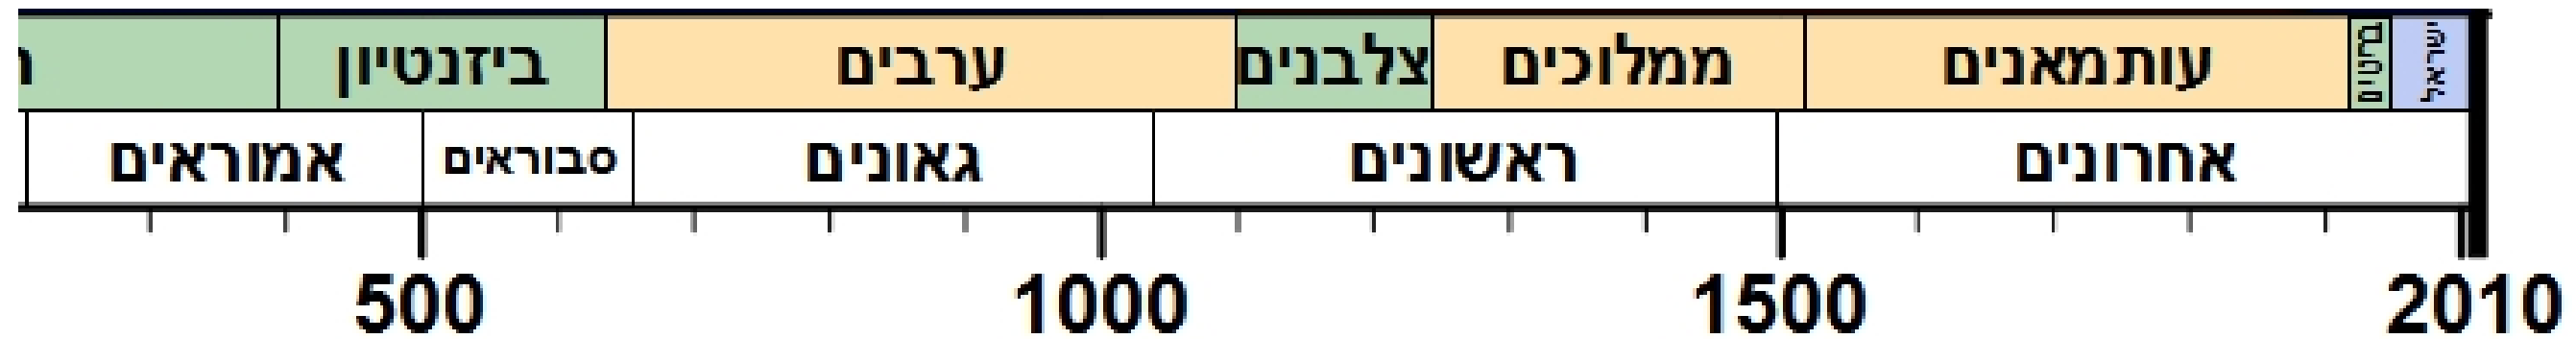 ביזנטיון ערבים צלבנים ממלוכים עותמאנים בריטים ישראל
אמוראים סבוראים גאונים ראשונים אחרונים
500 1000 1500 2010